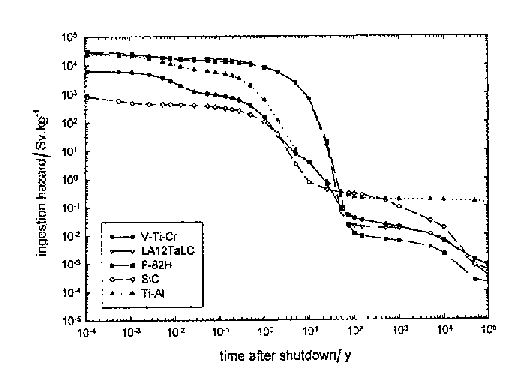 10⁵
10⁴
10³
10²
10¹
10⁰
10⁻¹
10⁻²
10⁻³
10⁻⁴
10⁻⁵
ingestion hazard/ Sv.kg⁻¹
V-Ti-Cr
LA12TaLC
F-82H
SiC
Ti-Al
10⁻⁴ 10⁻³ 10⁻² 10⁻¹ 10⁰ 10¹ 10² 10³ 10⁴ 10⁵
time after shutdown/ y